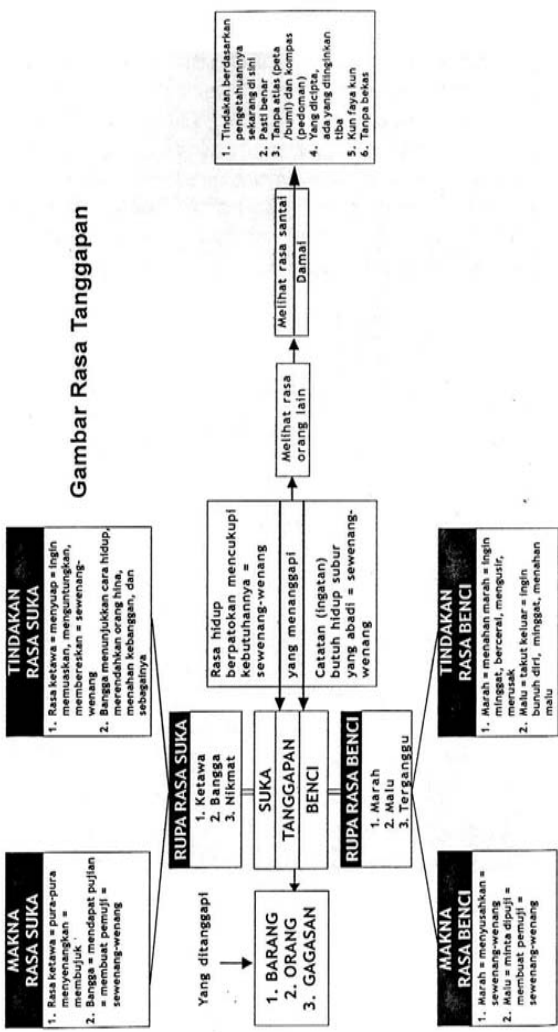 Gambar Rasa Tanggapan
MAKNA
RASA SUKA
1. Rasa ketawa = pura-pura
menyenangkan =
membujuk
2. Bangga = mendapat pujian
= membuat pemuji =
sewenang-wenang
TINDAKAN
RASA SUKA
1. Rasa ketawa = menyuap = ingin
memuaskan, menguntungkan,
membereskan = sewenang-
wenang
2. Bangga menunjukkan cara hidup,
merendahkan orang hina,
menahan kebanggan, dan
sebagainya
RUPA RASA SUKA
1. Ketawa
2. Bangga
3. Nikmat
Yang ditanggapi
1. BARANG
2. ORANG
3. GAGASAN
SUKA
TANGGAPAN
BENCI
Rasa hidup
berpatokan mencukupi
kebutuhannya =
sewenang-wenang
yang menanggapi
Catatan (ingatan)
butuh hidup subur
yang abadi = sewenang-
wenang
Melihat rasa
orang lain
Melihat rasa santai
Damai
1. Tindakan berdasarkan
pengetahuannya
sekarang di sini
2. Pasti benar
3. Tanpa atlas (peta
/bumi) dan kompas
(pedoman)
4. Yang dicipta,
ada yang diinginkan
tiba
5. Kun faya kun
6. Tanpa bekas
RUPA RASA BENCI
1. Marah
2. Malu
3. Terganggu
MAKNA
RASA BENCI
1. Marah = menyusahkan =
sewenang-wenang
2. Malu = minta dipuji =
membuat pemuji =
sewenang-wenang
TINDAKAN
RASA BENCI
1. Marah = menahan marah = ingin
minggat, bercerai, mengusir,
merusak
2. Malu = takut keluar = ingin
bunuh diri, minggat, menahan
malu